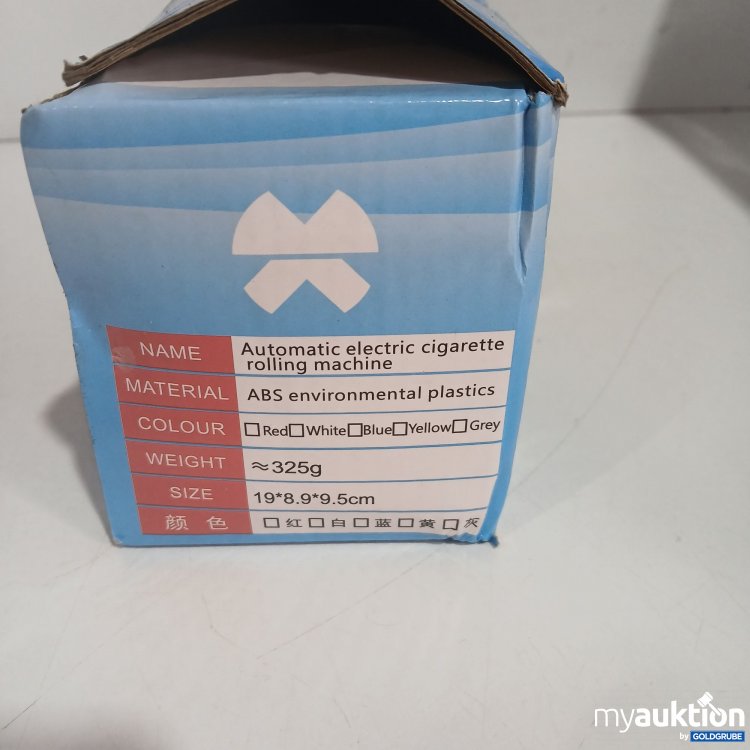 NAME Automatic electric cigarette
rolling machine
MATERIAL ABS environmental plastics
COLOUR □Red□White□Blue□Yellow□Grey
WEIGHT ≈325g
SIZE 19*8.9*9.5cm
颜 色 □ 红 □ 白 □ 蓝 □ 黄 □ 灰
myauktion
by GOLDGRUBE